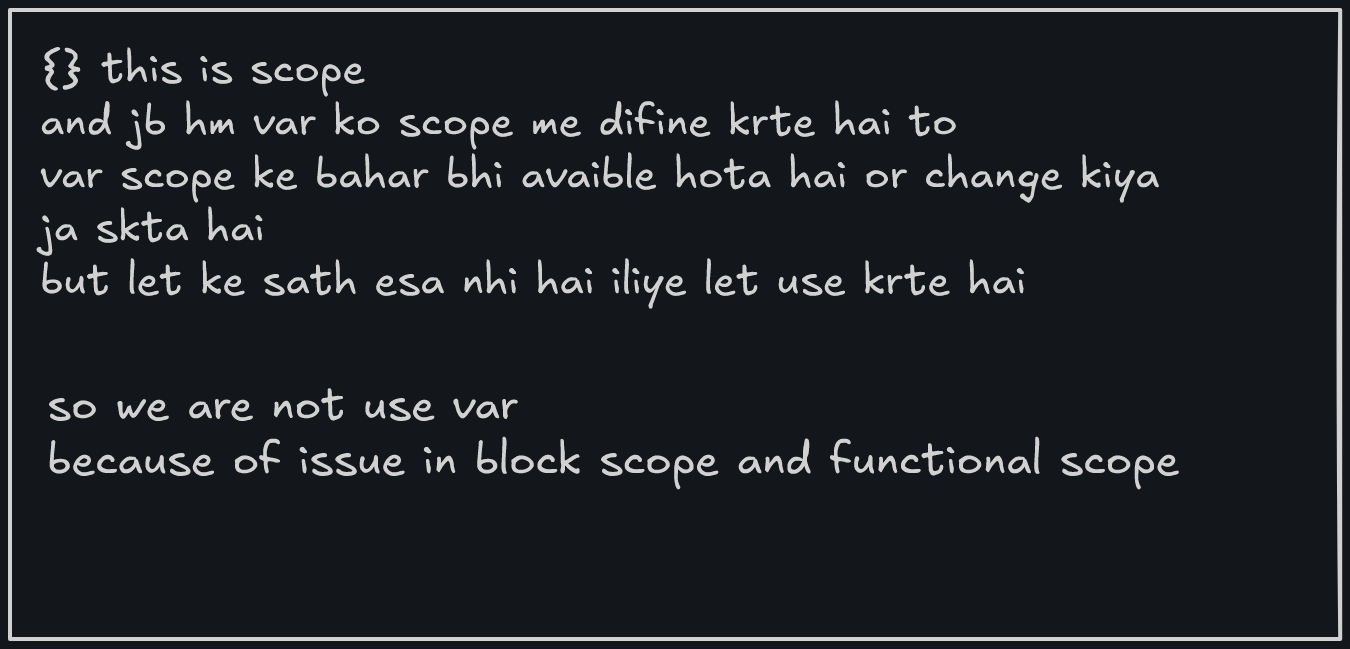 {} this is scope
and jb hm var ko scope me difine krte hai to
var scope ke bahar bhi avaible hota hai or change kiya
ja skta hai
but let ke sath esa nhi hai iliye let use krte hai
so we are not use var
because of issue in block scope and functional scope